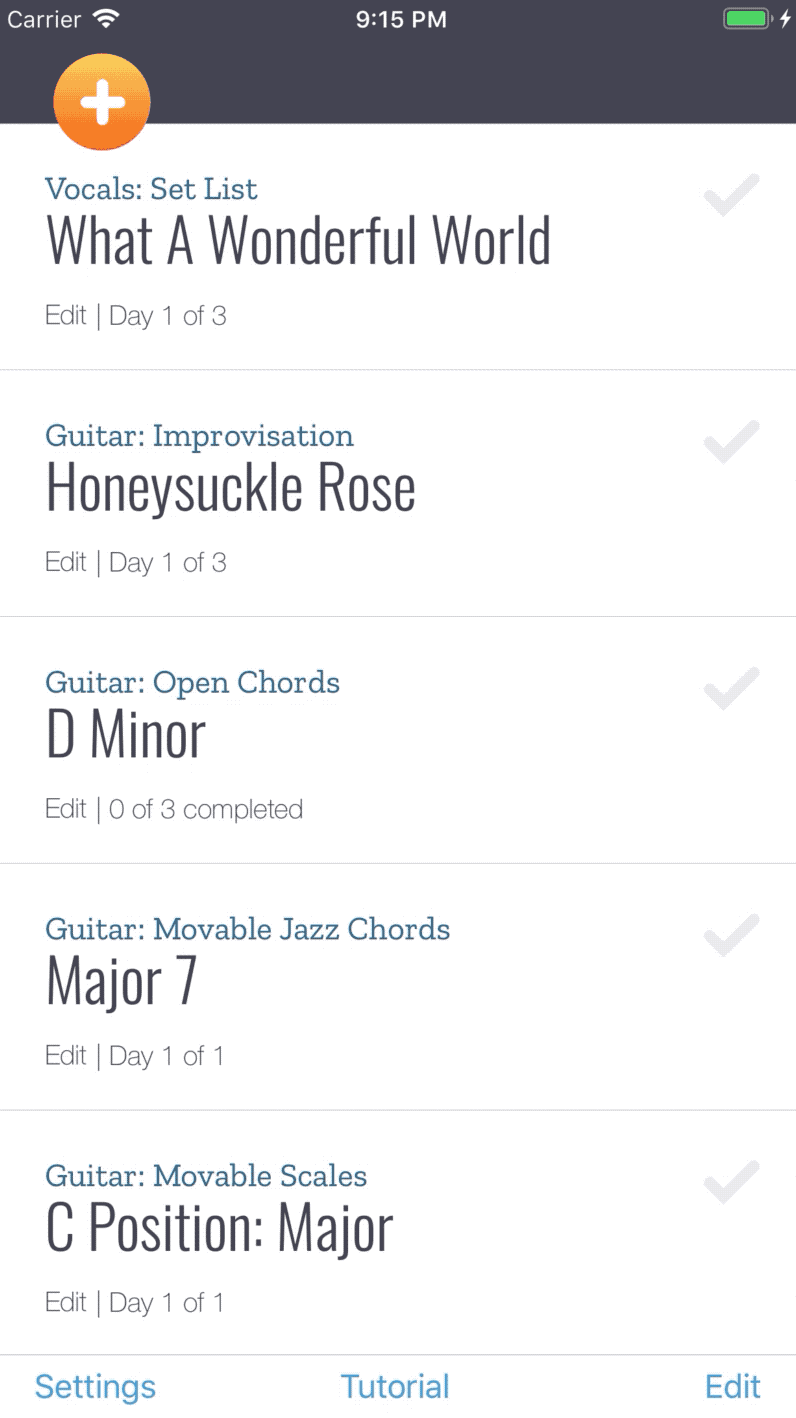 Carrier 9:15 PM
Vocals: Set List
What A Wonderful World
Edit | Day 1 of 3
Guitar: Improvisation
Honeysuckle Rose
Edit | Day 1 of 3
Guitar: Open Chords
D Minor
Edit | 0 of 3 completed
Guitar: Movable Jazz Chords
Major 7
Edit | Day 1 of 1
Guitar: Movable Scales
C Position: Major
Edit | Day 1 of 1
Settings Tutorial Edit